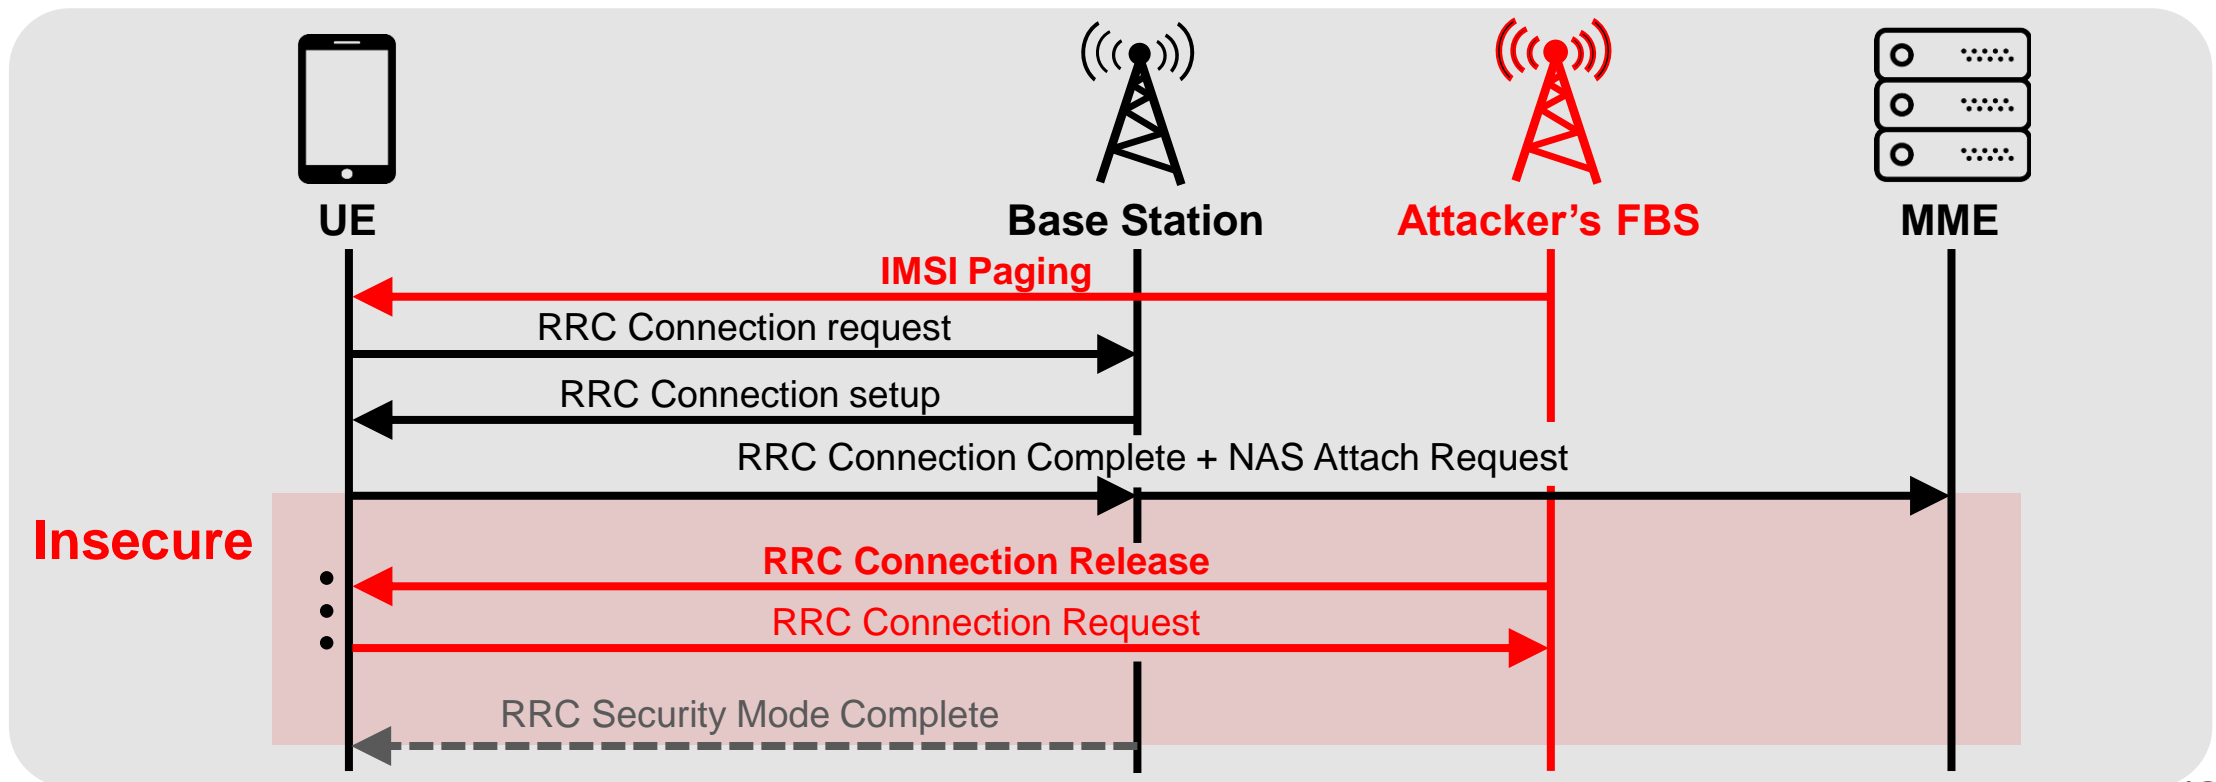 UE
Base Station
Attacker’s FBS
MME
IMSI Paging
RRC Connection request
RRC Connection setup
RRC Connection Complete + NAS Attach Request
Insecure
RRC Connection Release
RRC Connection Request
RRC Security Mode Complete